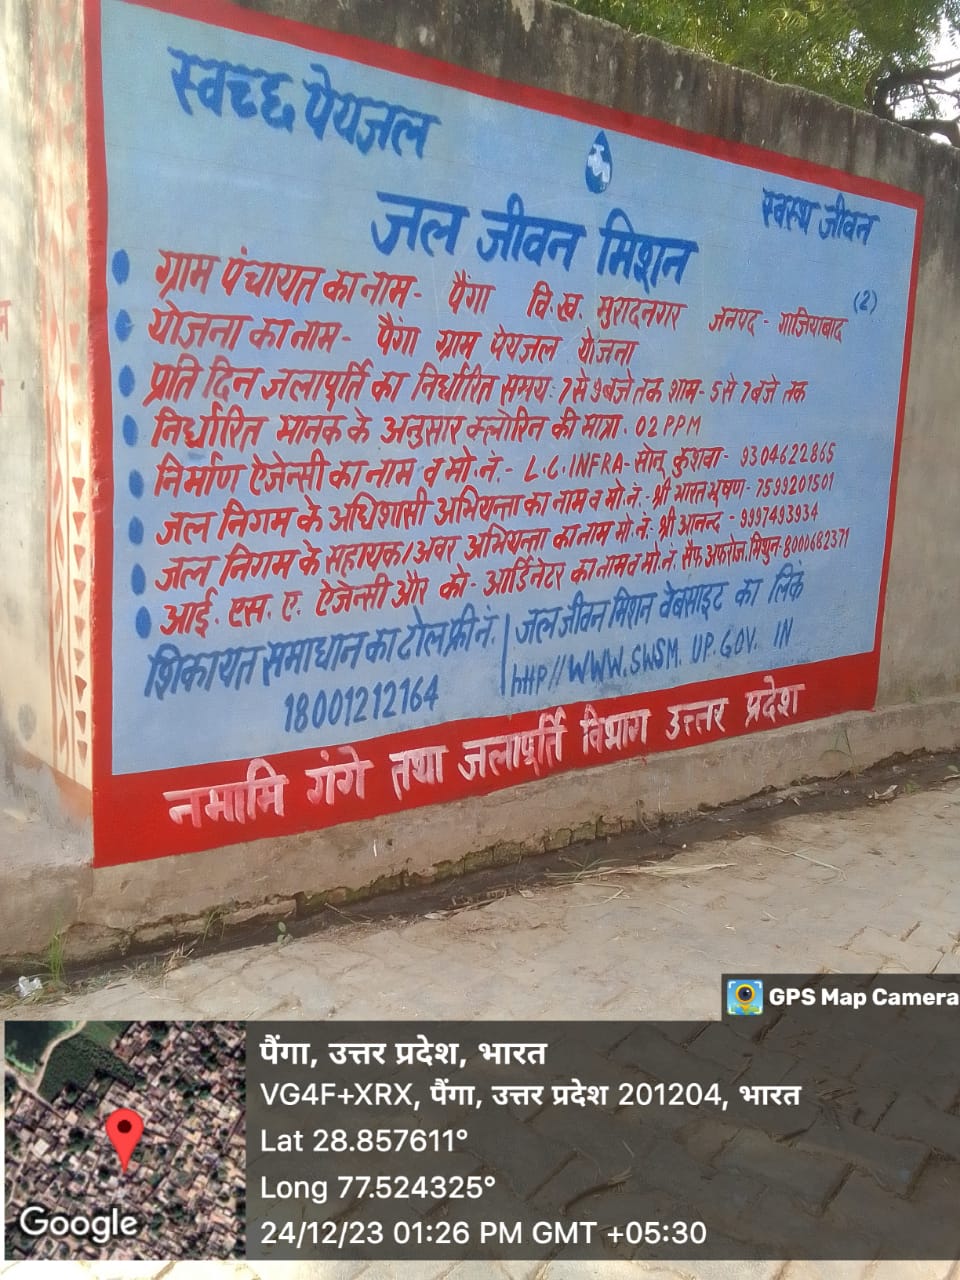 स्वच्छ पेयजल
स्वस्थ जीवन
जल जीवन मिशन
(2)
ग्राम पंचायत का नाम- पैंगा वि.ख. मुरादनगर जनपद - गाजियाबाद
योजना का नाम- पैंगा ग्राम पेयजल योजना
प्रति दिन जलापूर्ति का निर्धारित समय: 7 से 9 बजे तक शाम- 5 से 7 बजे तक
निर्धारित मानक के अनुसार क्लोरिन की मात्रा. 02 PPM
निर्माण ऐजेन्सी का नाम व मो.नं.- L.C. INFRA- सोनू कुशवा- 9304622865
जल निगम के अधिशासी अभियन्ता का नाम व मो.नं.- श्री भारत भूषण- 7599201501
जल निगम के सहायक/अवर अभियन्ता का नाम मो.नं. श्री आनन्द - 9997493934
आई. एस. ए. ऐजेन्सी और को- आर्डिनेटर का नाम व मो.नं. सैफ अफरोज, मिथुन- 8000682371
शिकायत समाधान का टोल फ्री नं.
18001212164
जल जीवन मिशन वेबसाइट का लिंक
http//WWW.SWSM.UP.GOV.IN
नमामि गंगे तथा जलापूर्ति विभाग उत्तर प्रदेश
GPS Map Camera
पैंगा, उत्तर प्रदेश, भारत
VG4F+XRX, पैंगा, उत्तर प्रदेश 201204, भारत
Lat 28.857611°
Long 77.524325°
24/12/23 01:26 PM GMT +05:30
Google